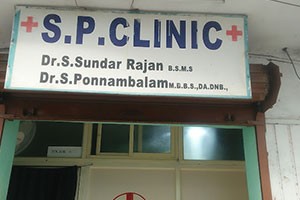 S.P.CLINIC
Dr.S.Sundar Rajan B.S.M.S
Dr.S.Ponnambalam M.B.B.S.,DA.DNB.,